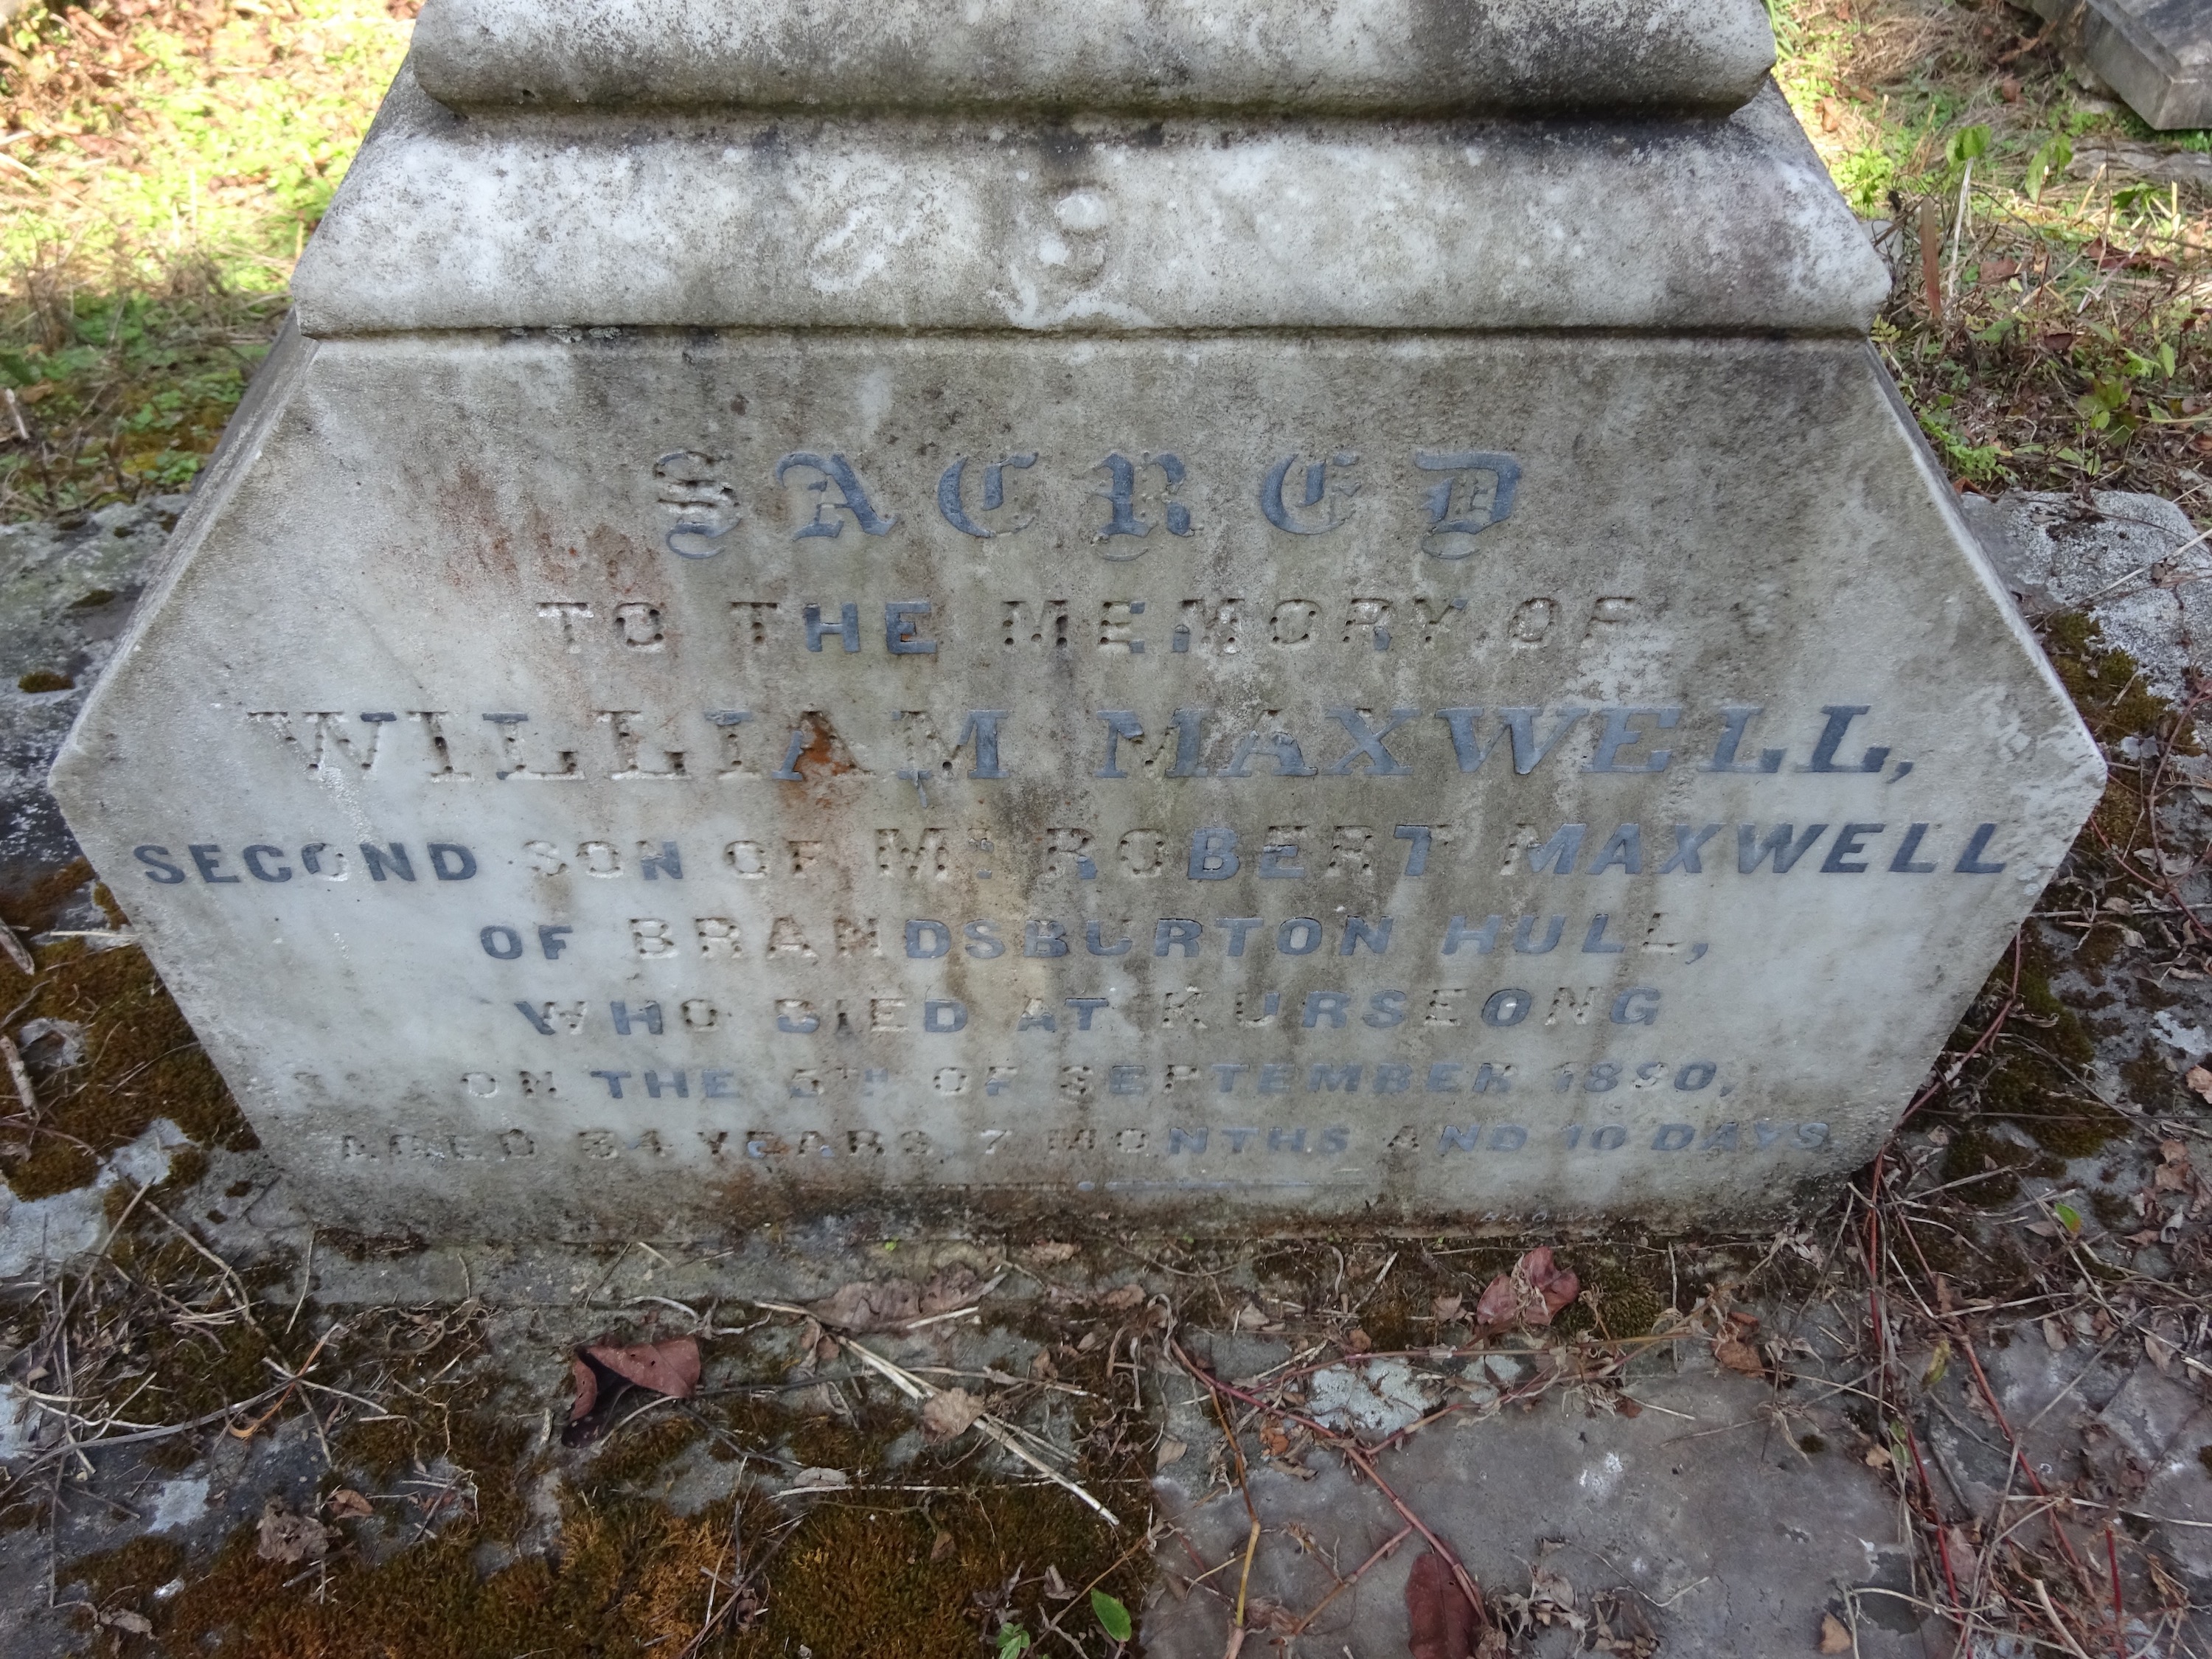 SACRED
TO THE MEMORY OF
WILLIAM MAXWELL,
SECOND SON OF Mr. ROBERT MAXWELL
OF BRANDSBURTON HULL,
WHO DIED AT KURSEONG
ON THE 5TH OF SEPTEMBER 1890,
AGED 34 YEARS 7 MONTHS AND 10 DAYS